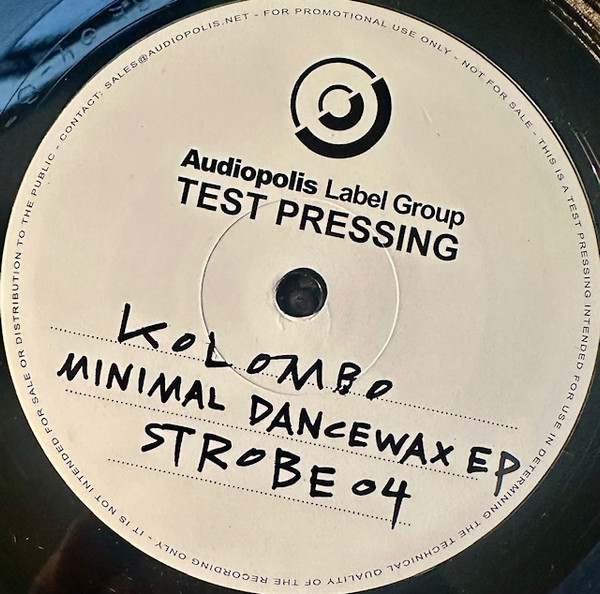 Audiopolis Label Group
TEST PRESSING
KOLOMBO
MINIMAL DANCEWAX EP
STROBE 04
CONTACT: SALES@AUDIOPOLIS.NET - FOR PROMOTIONAL USE ONLY - NOT FOR SALE - THIS IS A TEST PRESSING INTENDED FOR USE IN DETERMINING THE TECHNICAL QUALITY OF THE RECORDING ONLY - IT IS NOT INTENDED FOR SALE OR DISTRIBUTION TO THE PUBLIC -